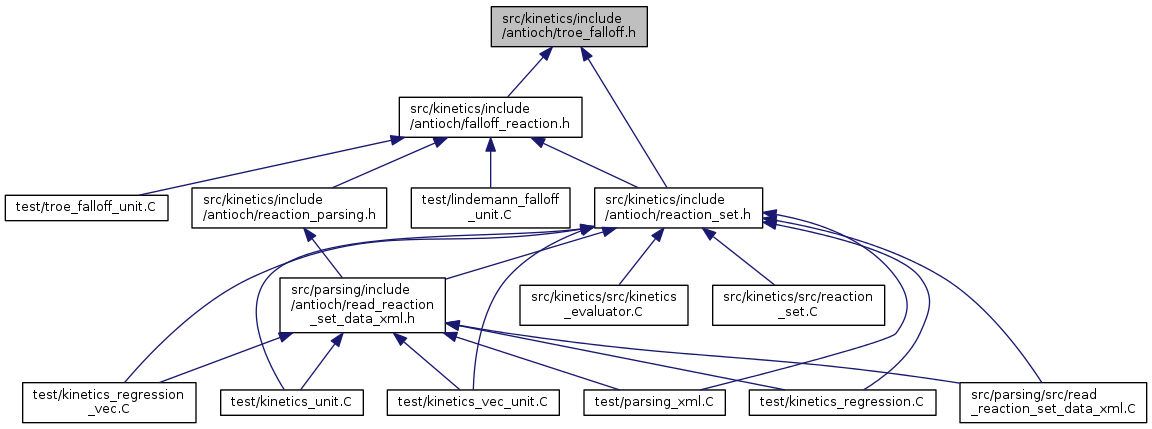 src/kinetics/include
/antioch/troe_falloff.h
src/kinetics/include
/antioch/falloff_reaction.h
test/troe_falloff_unit.C
src/kinetics/include
/antioch/reaction_parsing.h
test/lindemann_falloff
_unit.C
src/kinetics/include
/antioch/reaction_set.h
src/parsing/include
/antioch/read_reaction
_set_data_xml.h
src/kinetics/src/kinetics
_evaluator.C
src/kinetics/src/reaction
_set.C
test/kinetics_regression
_vec.C
test/kinetics_unit.C
test/kinetics_vec_unit.C
test/parsing_xml.C
test/kinetics_regression.C
src/parsing/src/read
_reaction_set_data_xml.C